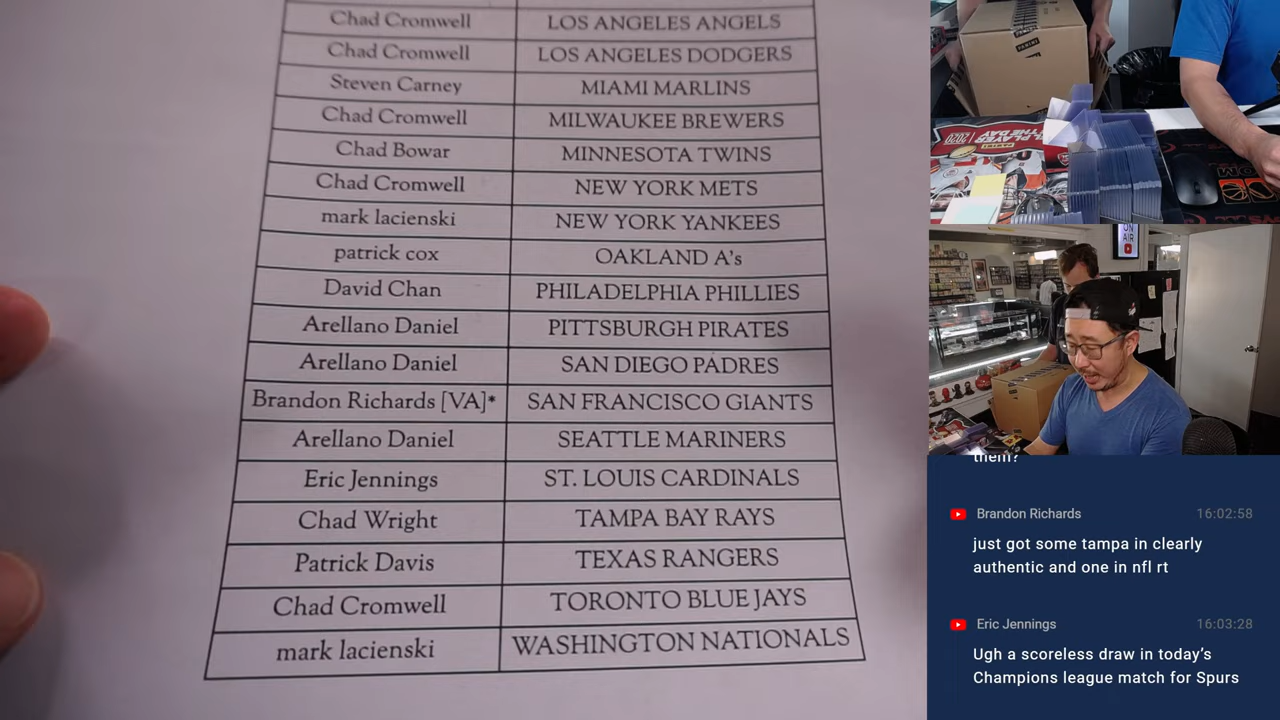 Chad Cromwell LOS ANGELES ANGELS
Chad Cromwell LOS ANGELES DODGERS
Steven Carney MIAMI MARLINS
Chad Cromwell MILWAUKEE BREWERS
Chad Bowar MINNESOTA TWINS
Chad Cromwell NEW YORK METS
mark lacienski NEW YORK YANKEES
patrick cox OAKLAND A's
David Chan PHILADELPHIA PHILLIES
Arellano Daniel PITTSBURGH PIRATES
Arellano Daniel SAN DIEGO PADRES
Brandon Richards [VA]* SAN FRANCISCO GIANTS
Arellano Daniel SEATTLE MARINERS
Eric Jennings ST. LOUIS CARDINALS
Chad Wright TAMPA BAY RAYS
Patrick Davis TEXAS RANGERS
Chad Cromwell TORONTO BLUE JAYS
mark lacienski WASHINGTON NATIONALS
ON
AIR
them?
Brandon Richards 16:02:58
just got some tampa in clearly
authentic and one in nfl rt
Eric Jennings 16:03:28
Ugh a scoreless draw in today's
Champions league match for Spurs